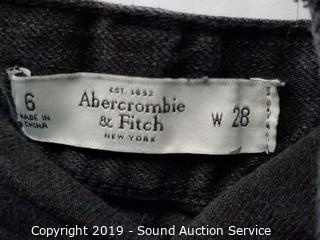 EST. 1892
6
Abercrombie
& Fitch
W 28
MADE IN
CHINA
NEW YORK
Copyright 2019 - Sound Auction Service